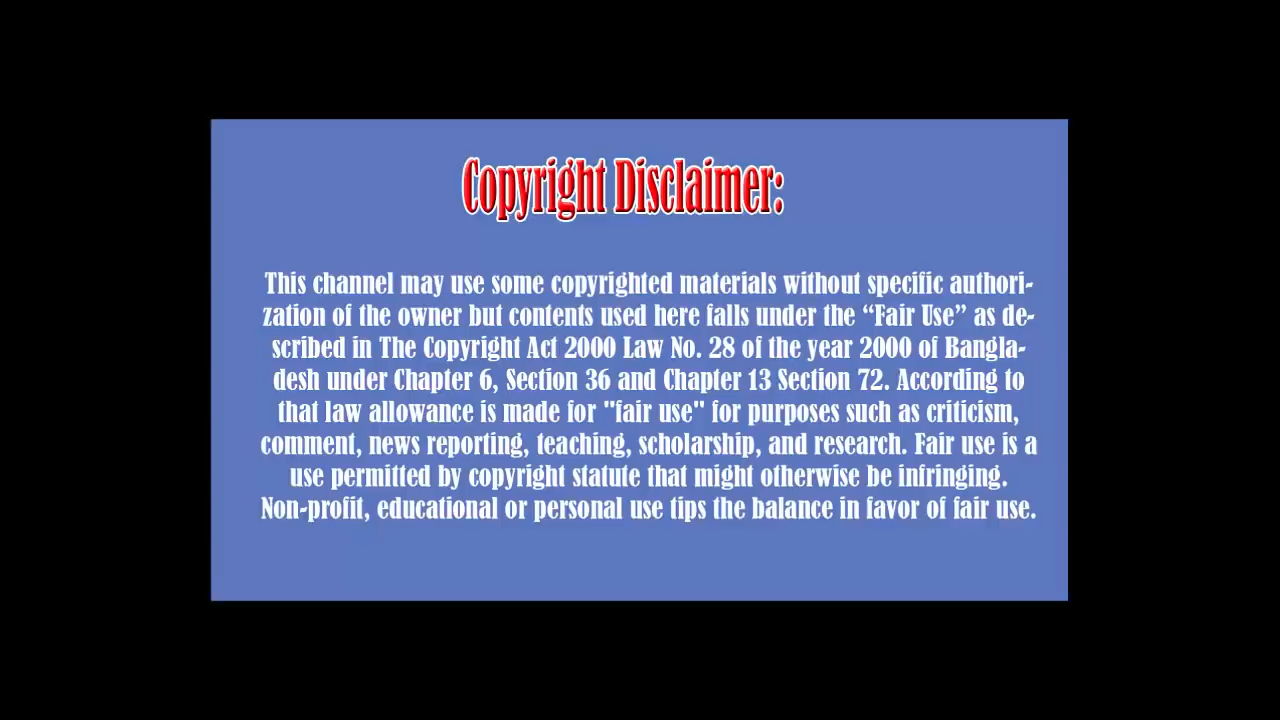 Copyright Disclaimer:
This channel may use some copyrighted materials without specific authori-
zation of the owner but contents used here falls under the “Fair Use” as de-
scribed in The Copyright Act 2000 Law No. 28 of the year 2000 of Bangla-
desh under Chapter 6, Section 36 and Chapter 13 Section 72. According to
that law allowance is made for "fair use" for purposes such as criticism,
comment, news reporting, teaching, scholarship, and research. Fair use is a
use permitted by copyright statute that might otherwise be infringing.
Non-profit, educational or personal use tips the balance in favor of fair use.